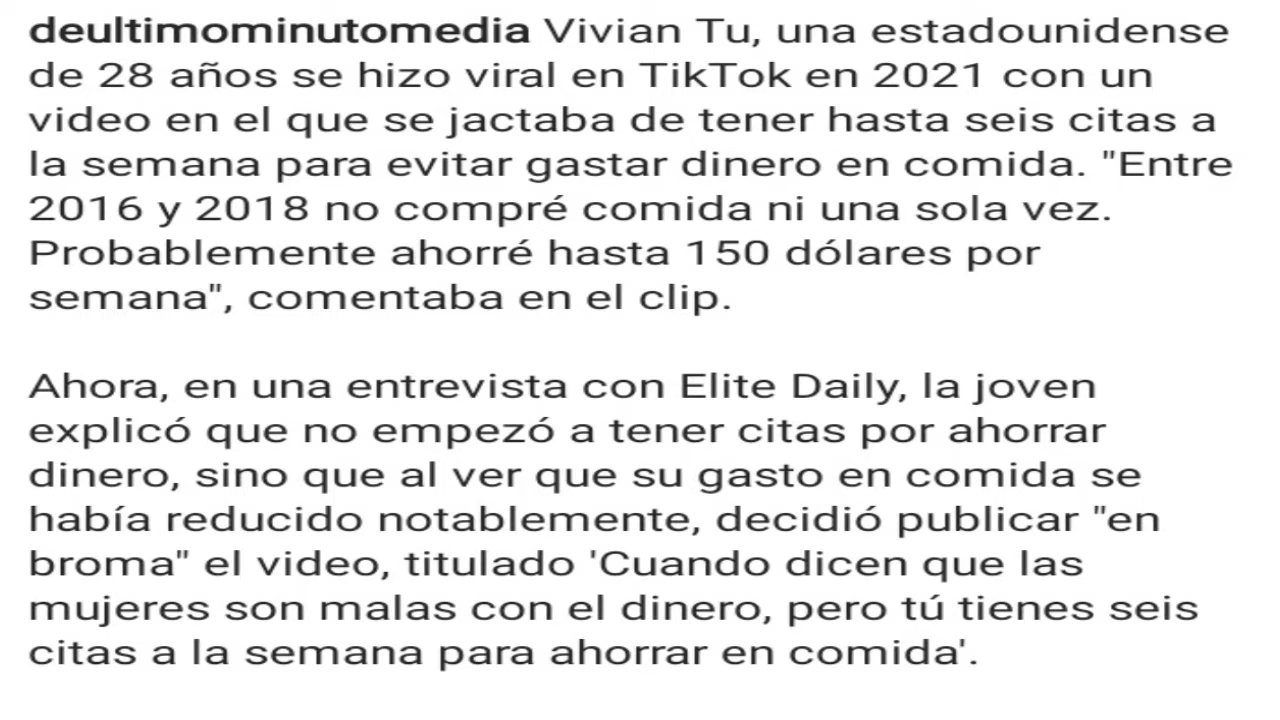 deultimominutomedia Vivian Tu, una estadounidense
de 28 años se hizo viral en TikTok en 2021 con un
video en el que se jactaba de tener hasta seis citas a
la semana para evitar gastar dinero en comida. "Entre
2016 y 2018 no compré comida ni una sola vez.
Probablemente ahorré hasta 150 dólares por
semana", comentaba en el clip.
Ahora, en una entrevista con Elite Daily, la joven
explicó que no empezó a tener citas por ahorrar
dinero, sino que al ver que su gasto en comida se
había reducido notablemente, decidió publicar "en
broma" el video, titulado 'Cuando dicen que las
mujeres son malas con el dinero, pero tú tienes seis
citas a la semana para ahorrar en comida'.